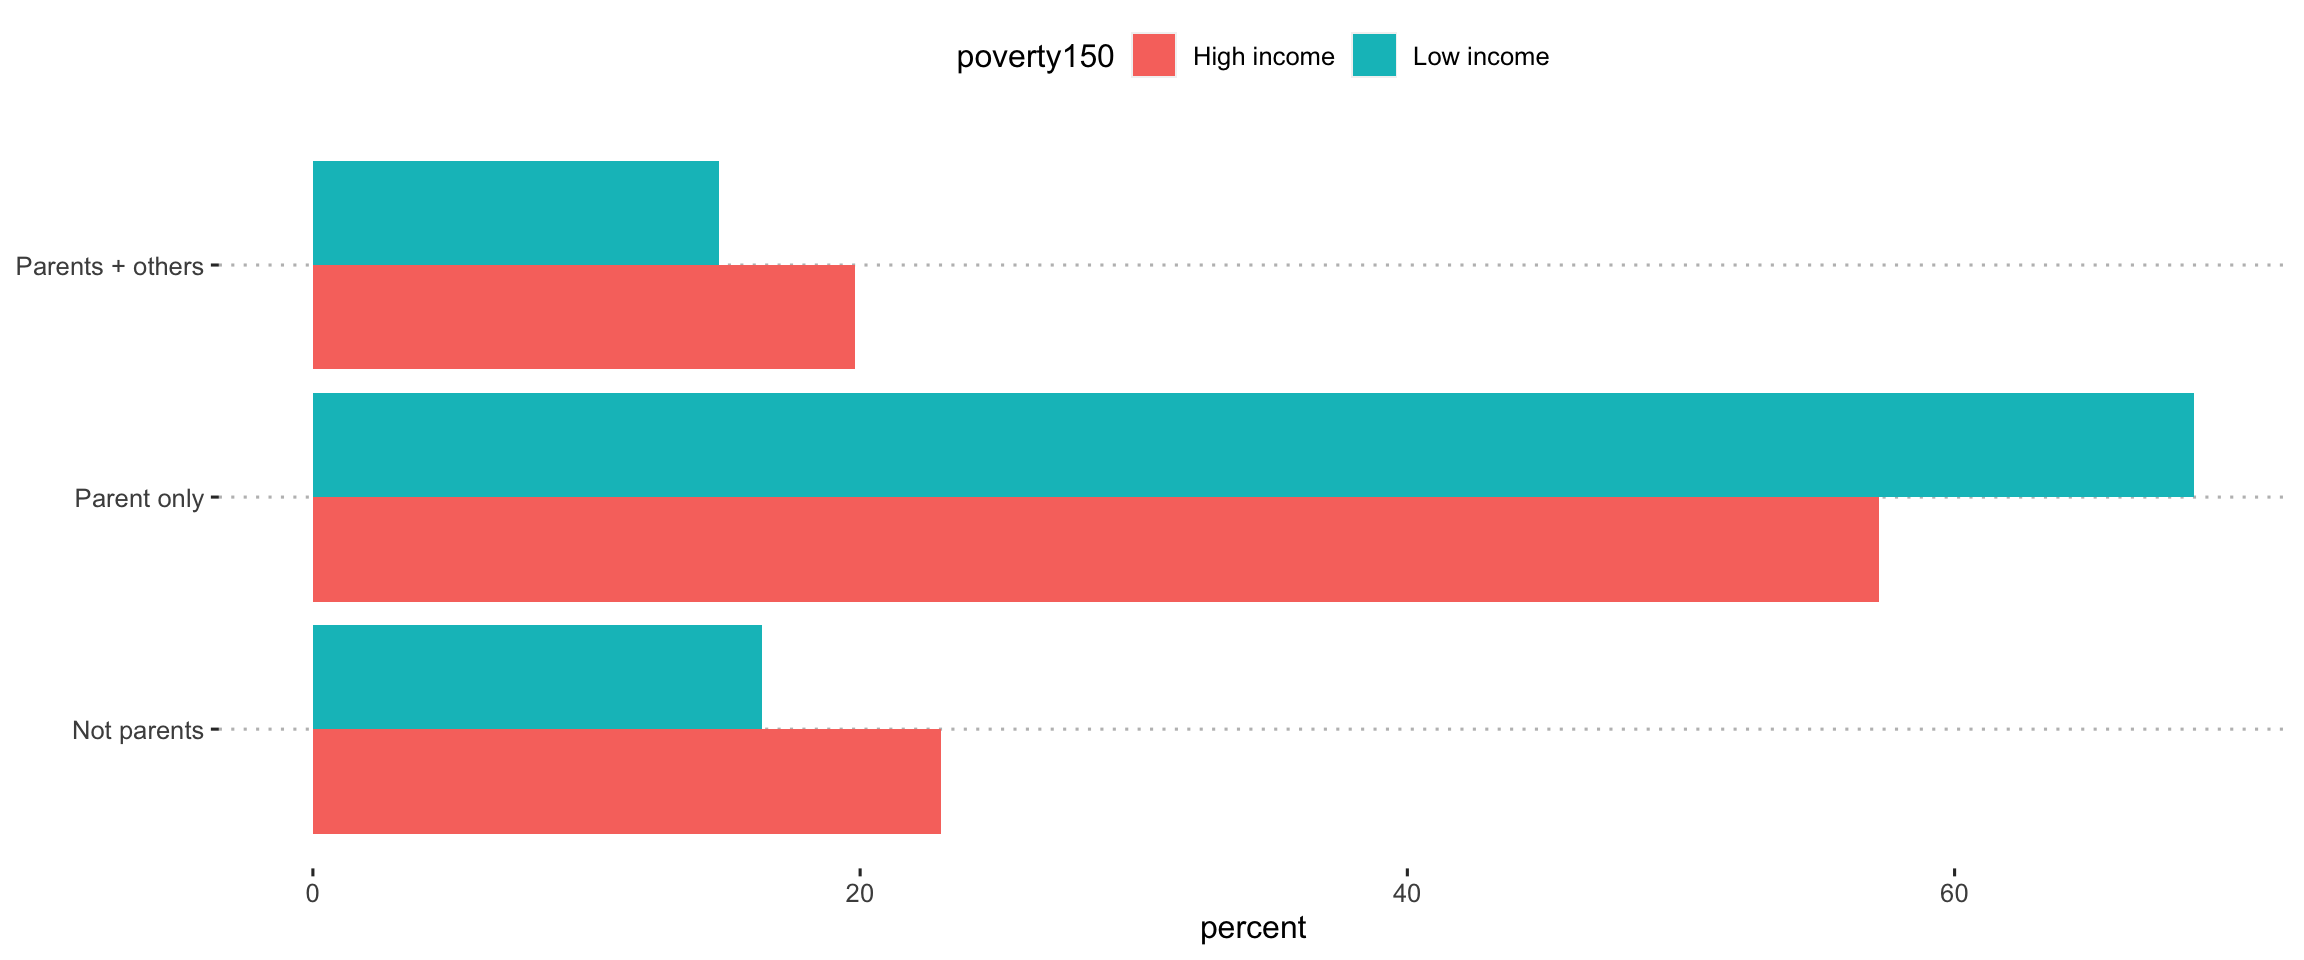 poverty150 High income Low income
Parents + others
Parent only
Not parents
0 20 40 60
percent